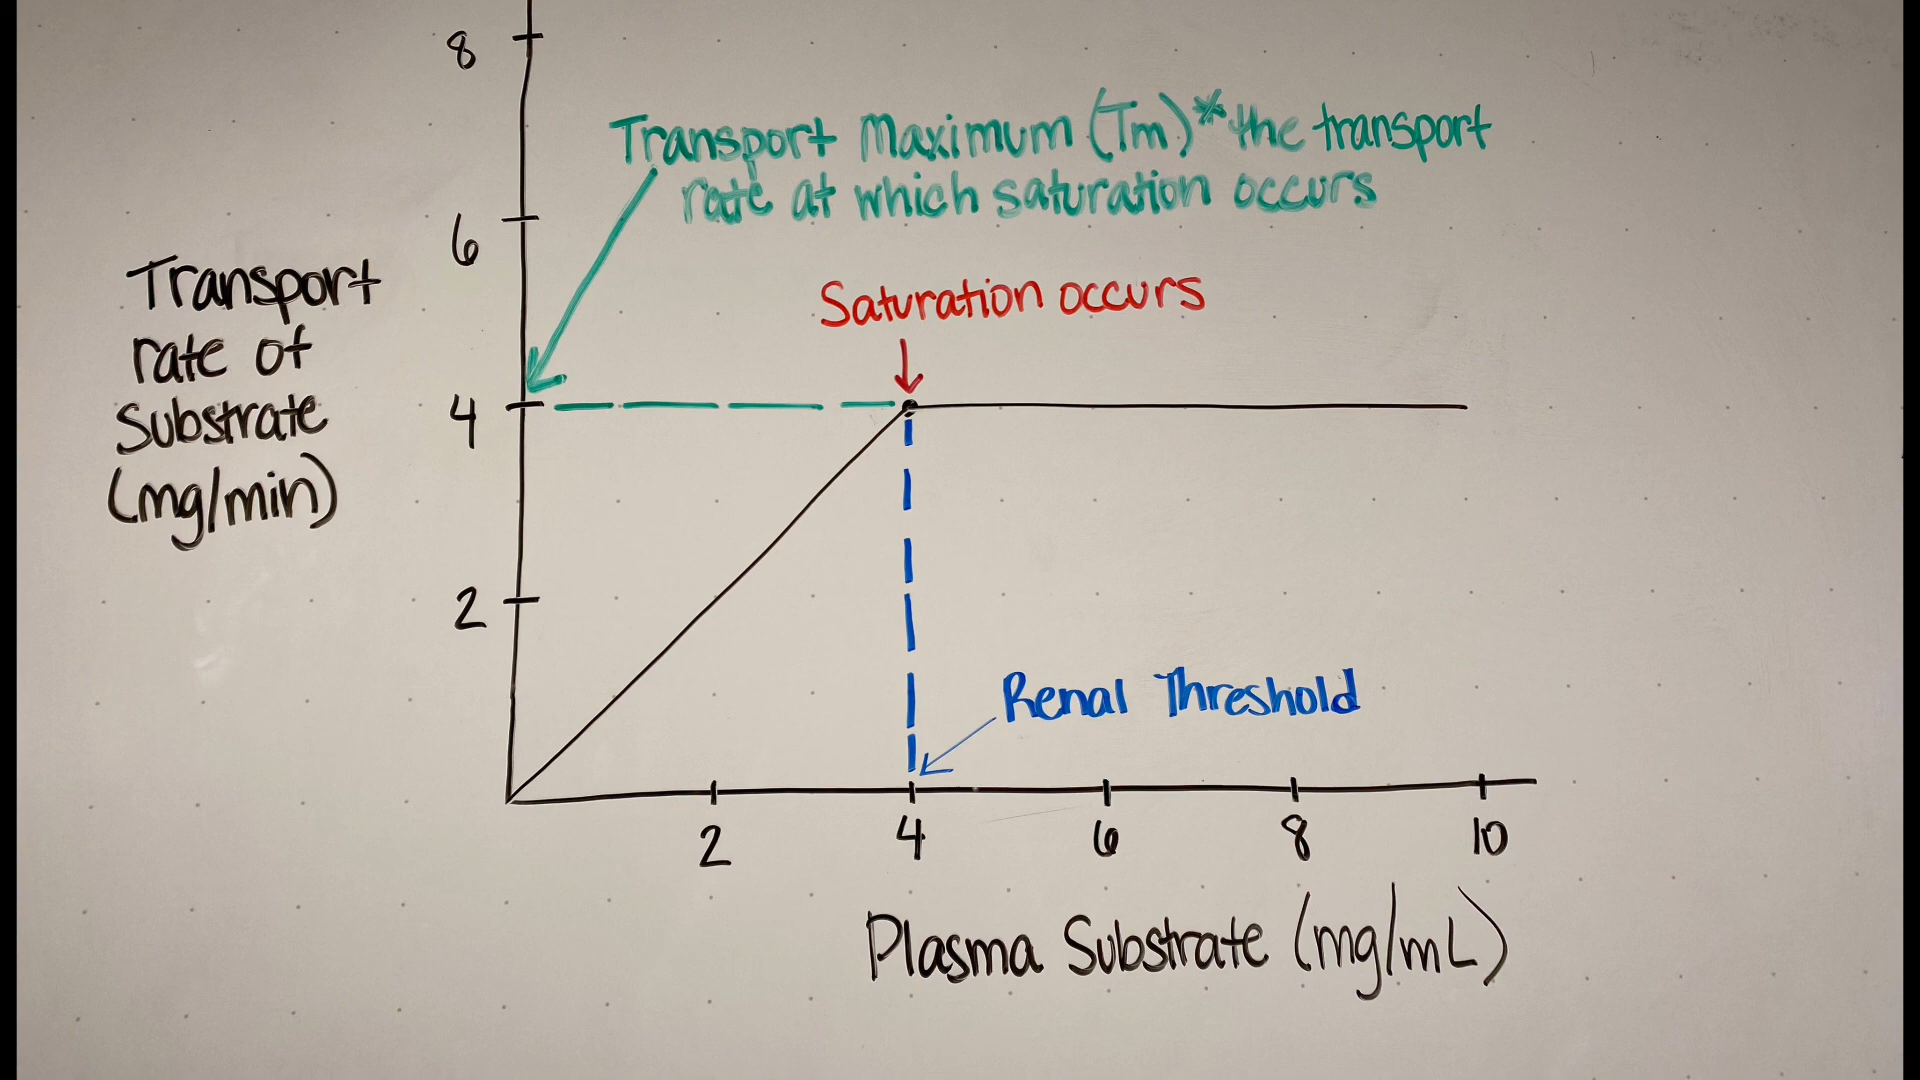 8
Transport Maximum (Tm)* the transport
rate at which saturation occurs
6
Transport
rate of
Substrate
(mg/min)
Saturation occurs
4
2
Renal Threshold
2 4 6 8 10
Plasma Substrate (mg/mL)